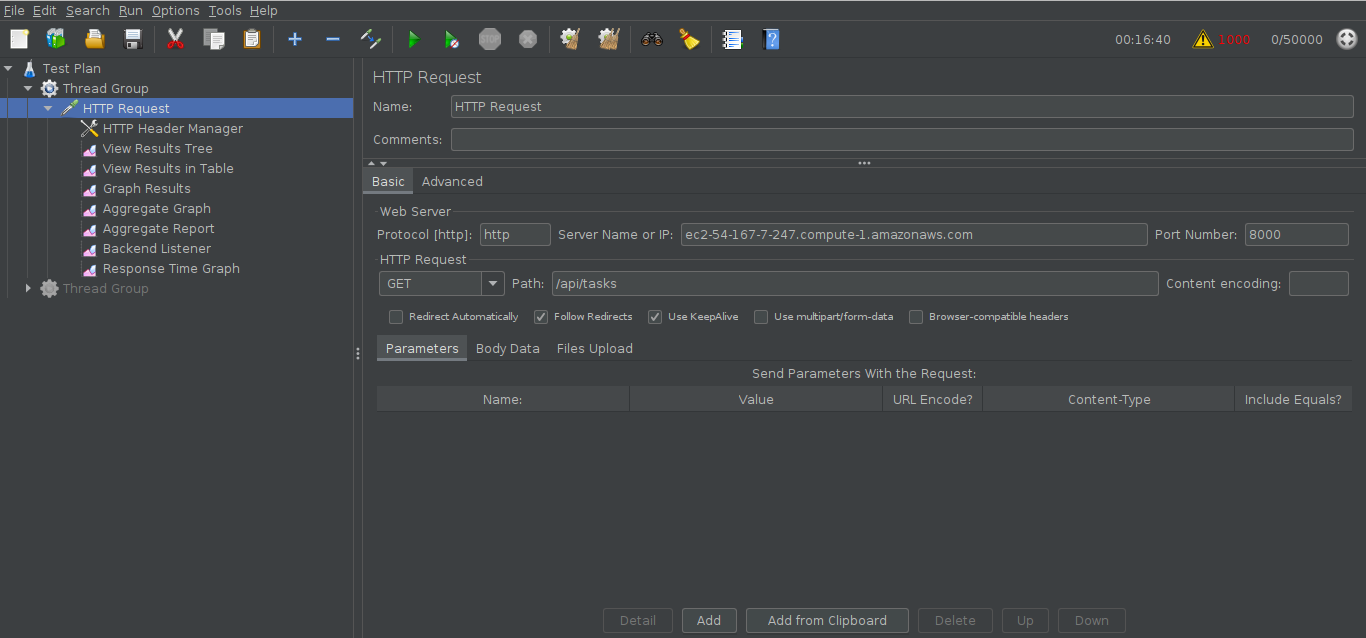 File Edit Search Run Options Tools Help
STOP 00:16:40 1000 0/50000
Test Plan
Thread Group
HTTP Request
HTTP Header Manager
View Results Tree
View Results in Table
Graph Results
Aggregate Graph
Aggregate Report
Backend Listener
Response Time Graph
Thread Group
HTTP Request
Name: HTTP Request
Comments:
Basic Advanced
Web Server
Protocol [http]: http Server Name or IP: ec2-54-167-7-247.compute-1.amazonaws.com Port Number: 8000
HTTP Request
GET Path: /api/tasks Content encoding:
Redirect Automatically Follow Redirects Use KeepAlive Use multipart/form-data Browser-compatible headers
Parameters Body Data Files Upload
Send Parameters With the Request:
Name: Value URL Encode? Content-Type Include Equals?
Detail Add Add from Clipboard Delete Up Down